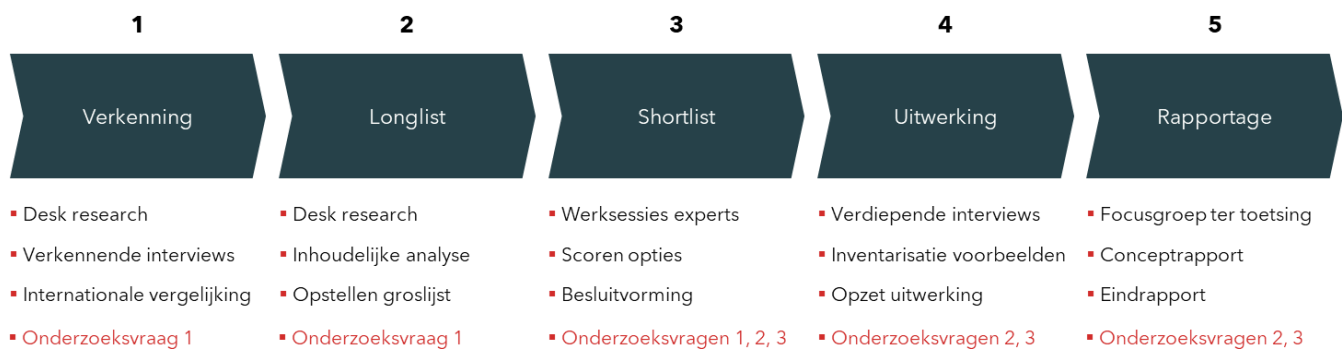 1
Verkenning
▪ Desk research
▪ Verkennende interviews
▪ Internationale vergelijking
▪ Onderzoeksvraag 1
2
Longlist
▪ Desk research
▪ Inhoudelijke analyse
▪ Opstellen groslijst
▪ Onderzoeksvraag 1
3
Shortlist
▪ Werksessies experts
▪ Scoren opties
▪ Besluitvorming
▪ Onderzoeksvragen 1, 2, 3
4
Uitwerking
▪ Verdiepende interviews
▪ Inventarisatie voorbeelden
▪ Opzet uitwerking
▪ Onderzoeksvragen 2, 3
5
Rapportage
▪ Focusgroep ter toetsing
▪ Conceptrapport
▪ Eindrapport
▪ Onderzoeksvragen 2, 3